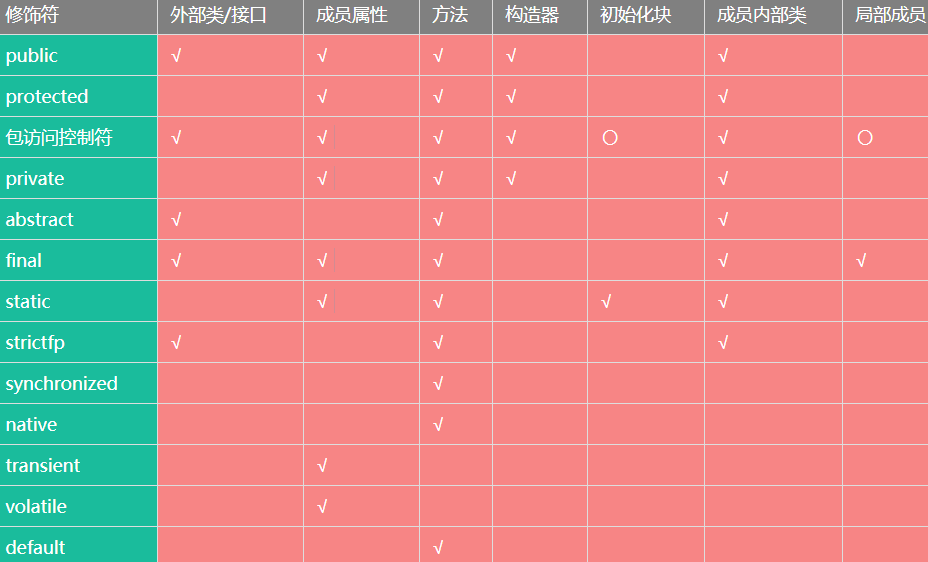 修饰符 外部类/接口 成员属性 方法 构造器 初始化块 成员内部类 局部成员
public √ √ √ √ √
protected √ √ √ √
包访问控制符 √ √ √ √ 〇 √ 〇
private √ √ √ √
abstract √ √ √
final √ √ √ √ √
static √ √ √ √
strictfp √ √ √
synchronized √
native √
transient √
volatile √
default √